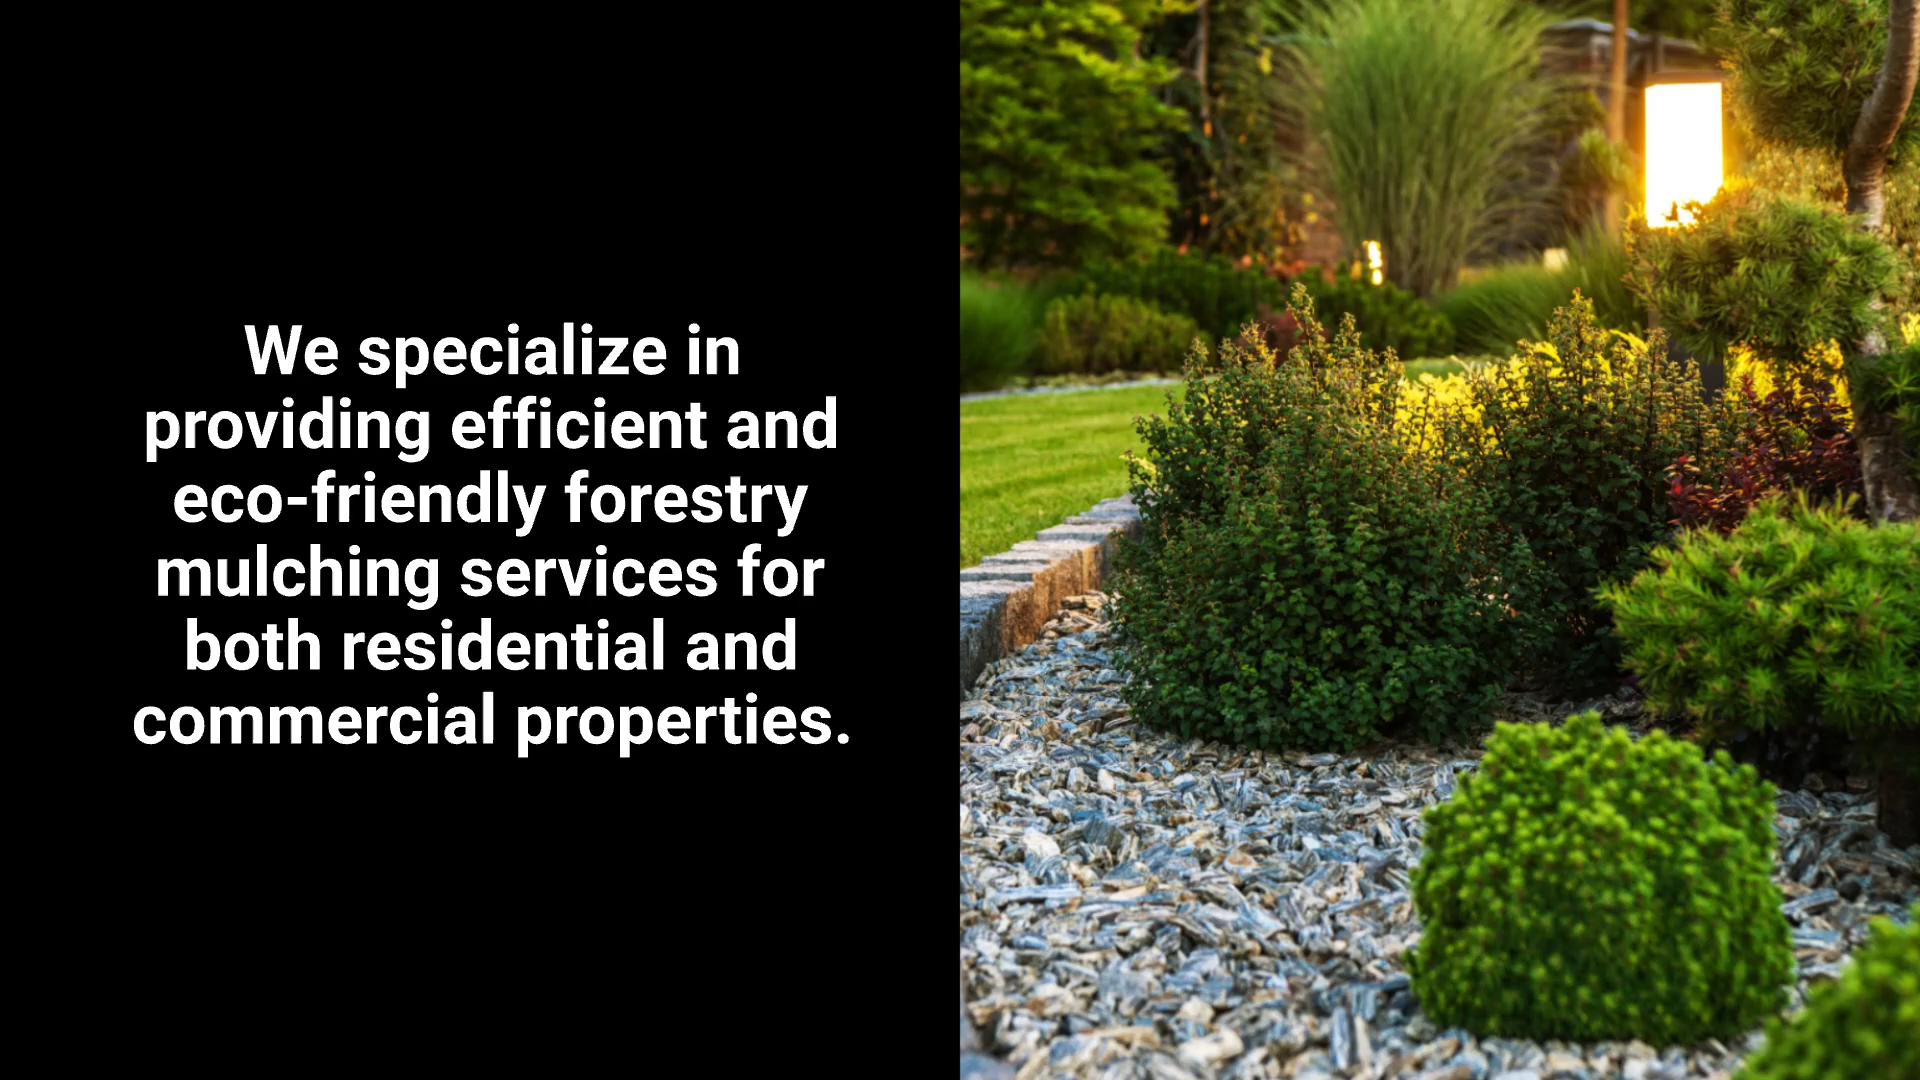 We specialize in
providing efficient and
eco-friendly forestry
mulching services for
both residential and
commercial properties.